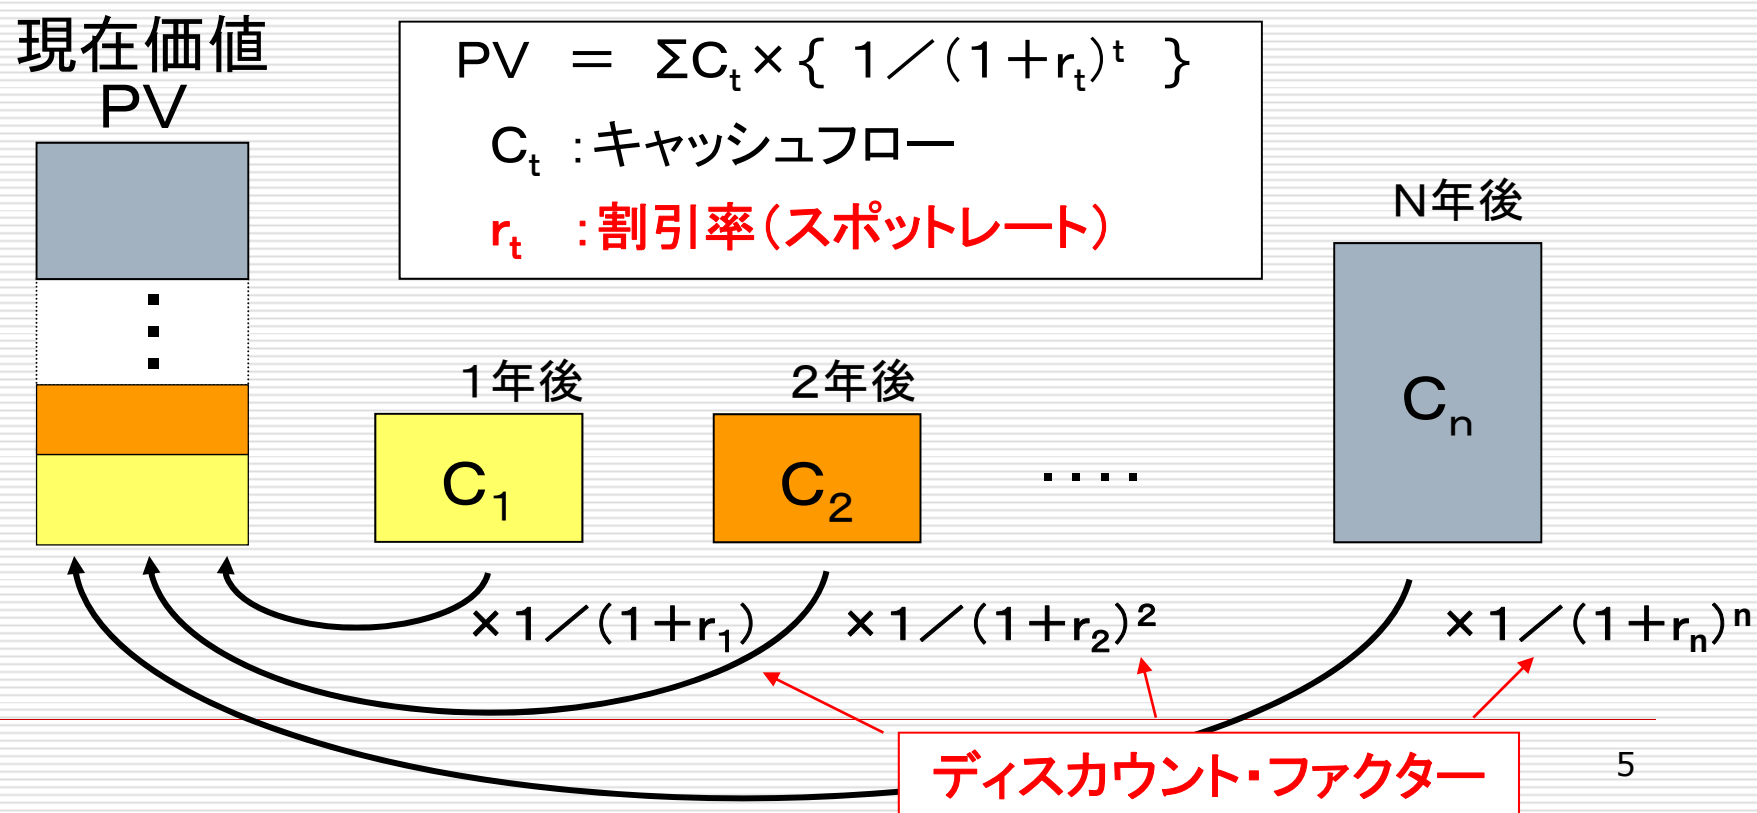 現在価値
PV
PV ＝ ΣCt×{ 1／(1＋rt)t }
Ct ：キャッシュフロー
rt ：割引率(スポットレート)
1年後
2年後
N年後
C1
C2
････
Cn
×1／(1＋r1)
×1／(1＋r2)2
×1／(1＋rn)n
ディスカウント・ファクター
5